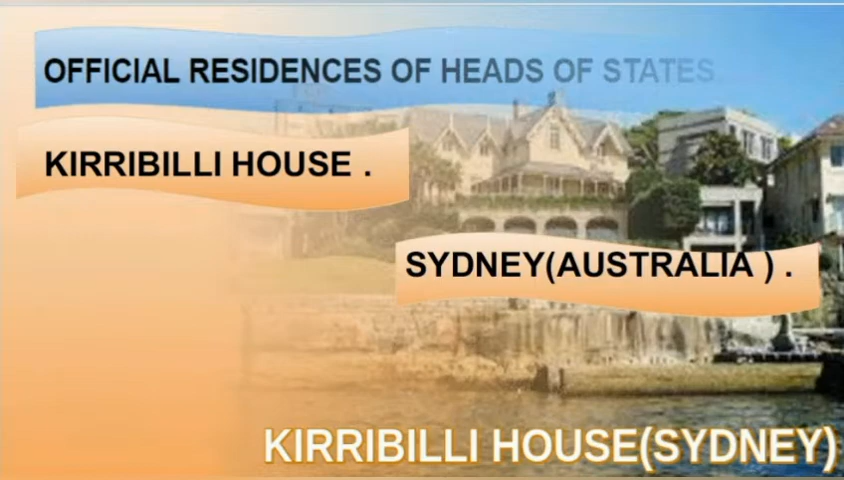 OFFICIAL RESIDENCES OF HEADS OF STATES.
KIRRIBILLI HOUSE .
SYDNEY(AUSTRALIA ) .
KIRRIBILLI HOUSE(SYDNEY)